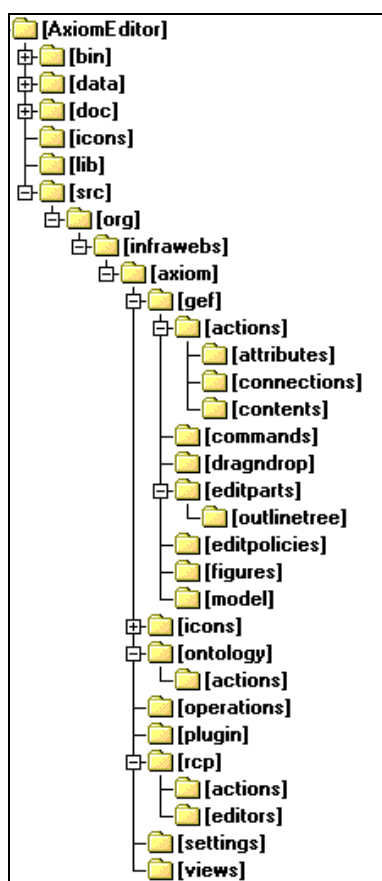 [AxiomEditor]
[bin]
[data]
[doc]
[icons]
[lib]
[src]
[org]
[infrawebs]
[axiom]
[gef]
[actions]
[attributes]
[connections]
[contents]
[commands]
[dragndrop]
[editparts]
[outlinetree]
[editpolicies]
[figures]
[model]
[icons]
[ontology]
[actions]
[operations]
[plugin]
[rcp]
[actions]
[editors]
[settings]
[views]